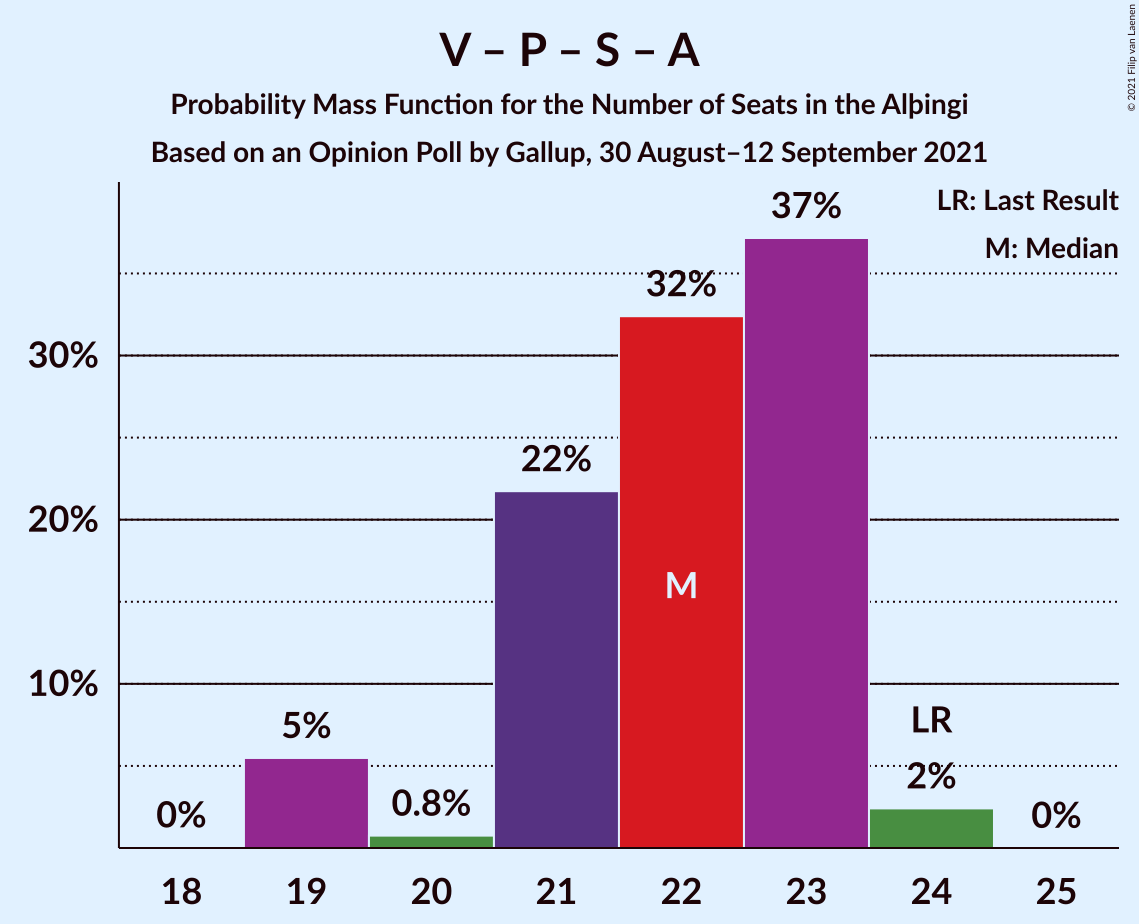 V – P – S – A
Probability Mass Function for the Number of Seats in the Alþingi
Based on an Opinion Poll by Gallup, 30 August–12 September 2021
© 2021 Filip van Laenen
LR: Last Result
M: Median
30%
20%
10%
0%
5%
0.8%
22%
32%
M
37%
LR
2%
0%
18 19 20 21 22 23 24 25